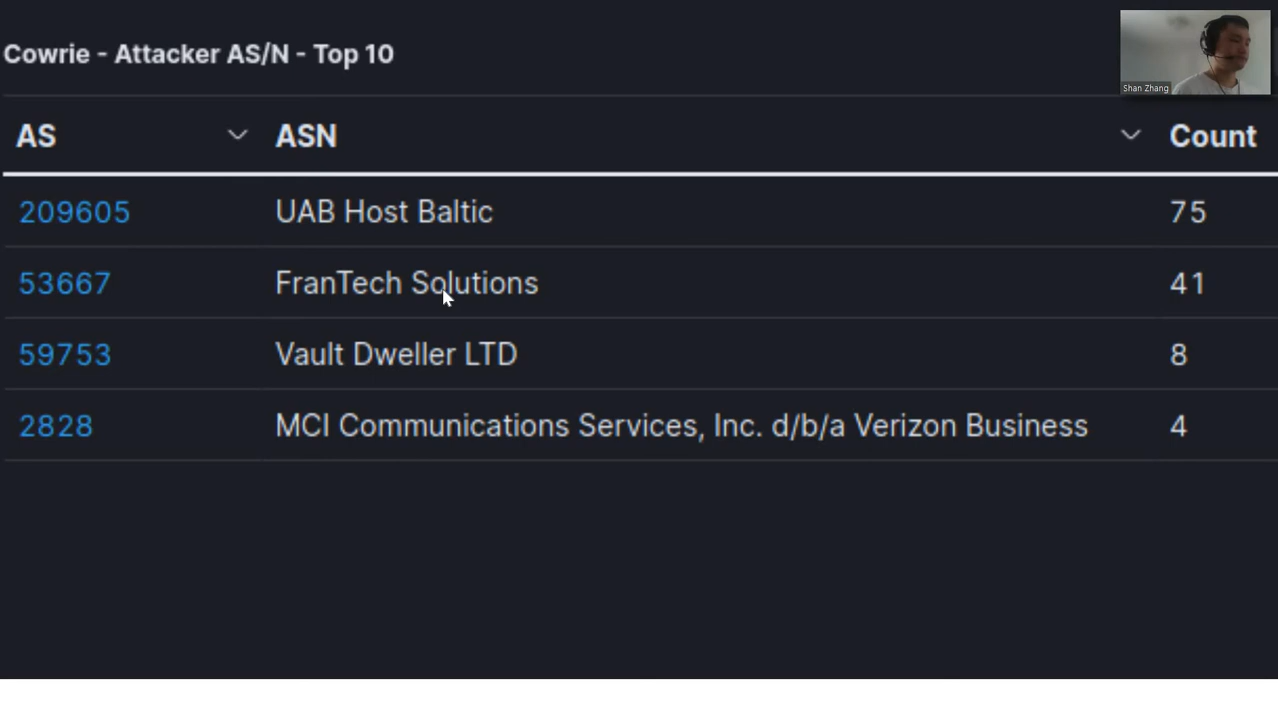 Cowrie - Attacker AS/N - Top 10
Shan Zhang
AS ASN Count
209605 UAB Host Baltic 75
53667 FranTech Solutions 41
59753 Vault Dweller LTD 8
2828 MCI Communications Services, Inc. d/b/a Verizon Business 4